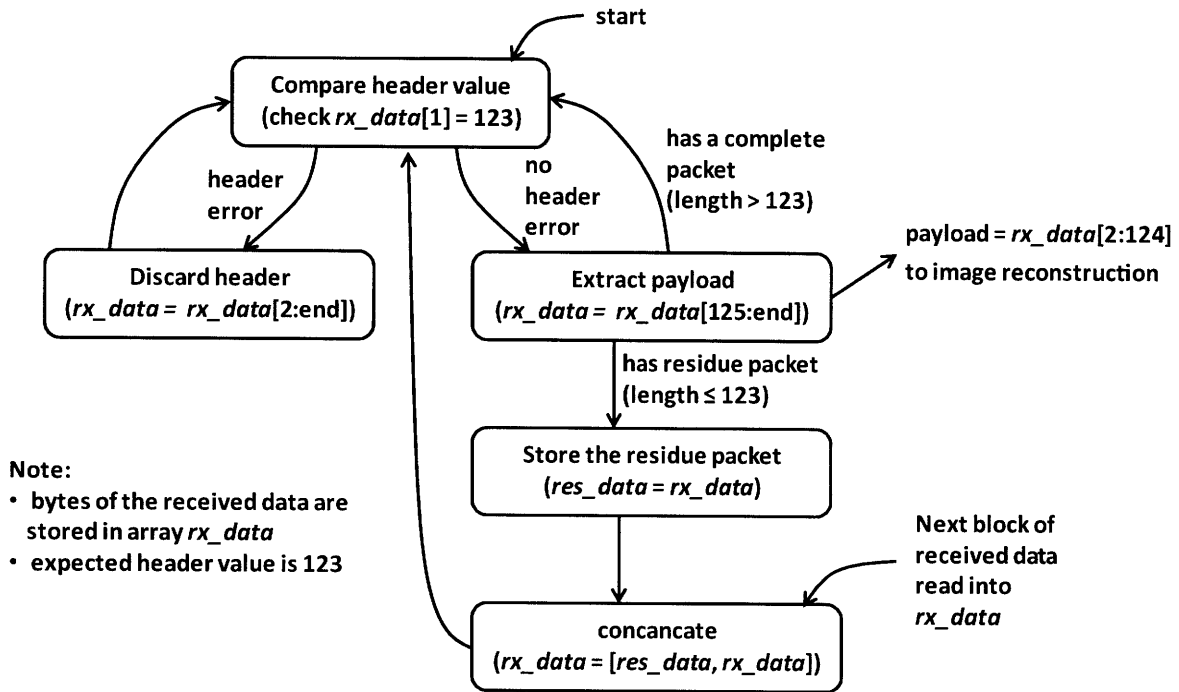 start
Compare header value
(check rx_data[1] = 123)
header
error
no
header
error
has a complete
packet
(length > 123)
Discard header
(rx_data = rx_data[2:end])
Extract payload
(rx_data = rx_data[125:end])
payload = rx_data[2:124]
to image reconstruction
has residue packet
(length ≤ 123)
Store the residue packet
(res_data = rx_data)
Note:
• bytes of the received data are
stored in array rx_data
• expected header value is 123
Next block of
received data
read into
rx_data
concancate
(rx_data = [res_data, rx_data])